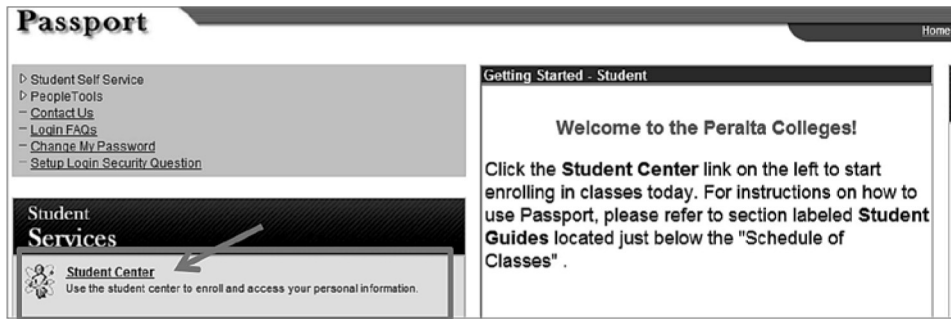 Passport
Home
Student Self Service
PeopleTools
Contact Us
Login FAQs
Change My Password
Setup Login Security Question
Student
Services
Student Center
Use the student center to enroll and access your personal information.
Getting Started - Student
Welcome to the Peralta Colleges!
Click the Student Center link on the left to start
enrolling in classes today. For instructions on how to
use Passport, please refer to section labeled Student
Guides located just below the "Schedule of
Classes" .